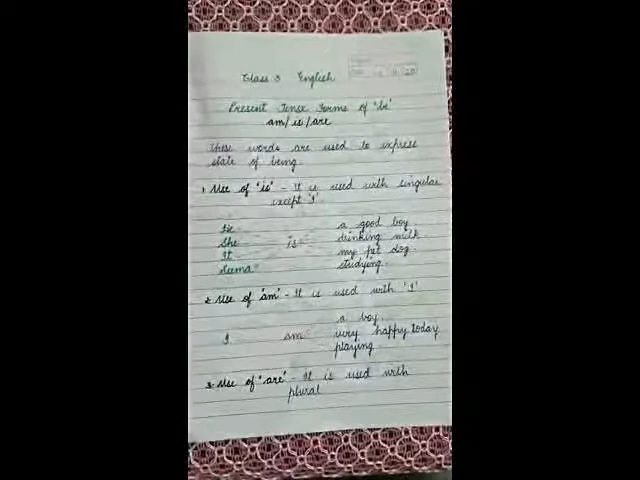 Class 3 English
Present Tense Forms of 'be'
am/is/are
These words are used to express
state of being
1. Use of "is" - It is used with singular
except 'I'.
He a good boy.
She is drinking milk.
It my pet dog.
Seema studying.
2. Use of "am" - It is used with 'I'
a boy.
I am very happy today
playing.
3. Use of "are" - It is used with
plural